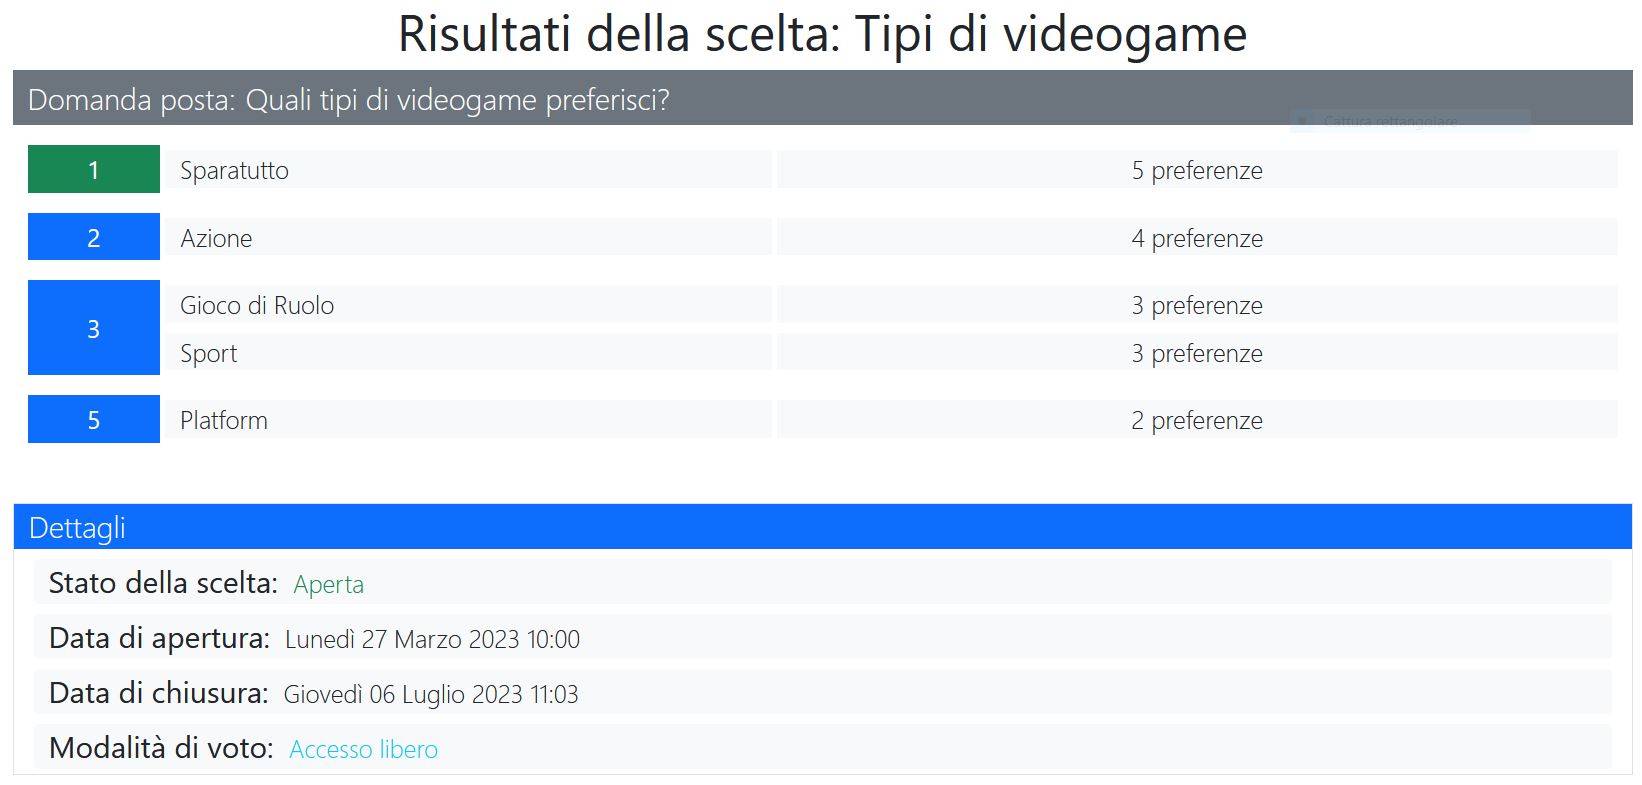 Risultati della scelta: Tipi di videogame
Domanda posta: Quali tipi di videogame preferisci?
Cattura rettangolare
1 Sparatutto 5 preferenze
2 Azione 4 preferenze
3 Gioco di Ruolo 3 preferenze
Sport 3 preferenze
5 Platform 2 preferenze
Dettagli
Stato della scelta: Aperta
Data di apertura: Lunedì 27 Marzo 2023 10:00
Data di chiusura: Giovedì 06 Luglio 2023 11:03
Modalità di voto: Accesso libero